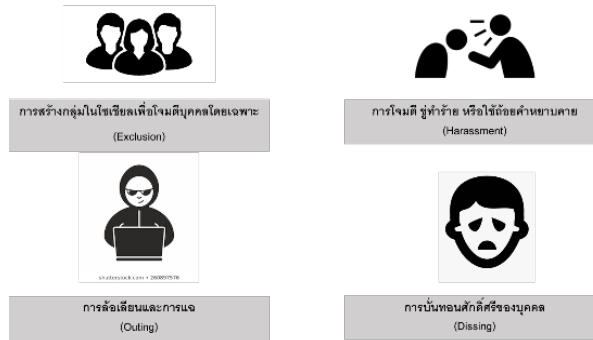 การสร้างกลุ่มในโซเชียลเพื่อโจมตีบุคคลโดยเฉพาะ
(Exclusion)
การโจมตี ขู่ทำร้าย หรือใช้ถ้อยคำหยาบคาย
(Harassment)
shutterstock.com • 260897576
การล้อเลียนและการแฉ
(Outing)
การบั่นทอนศักดิ์ศรีของบุคคล
(Dissing)